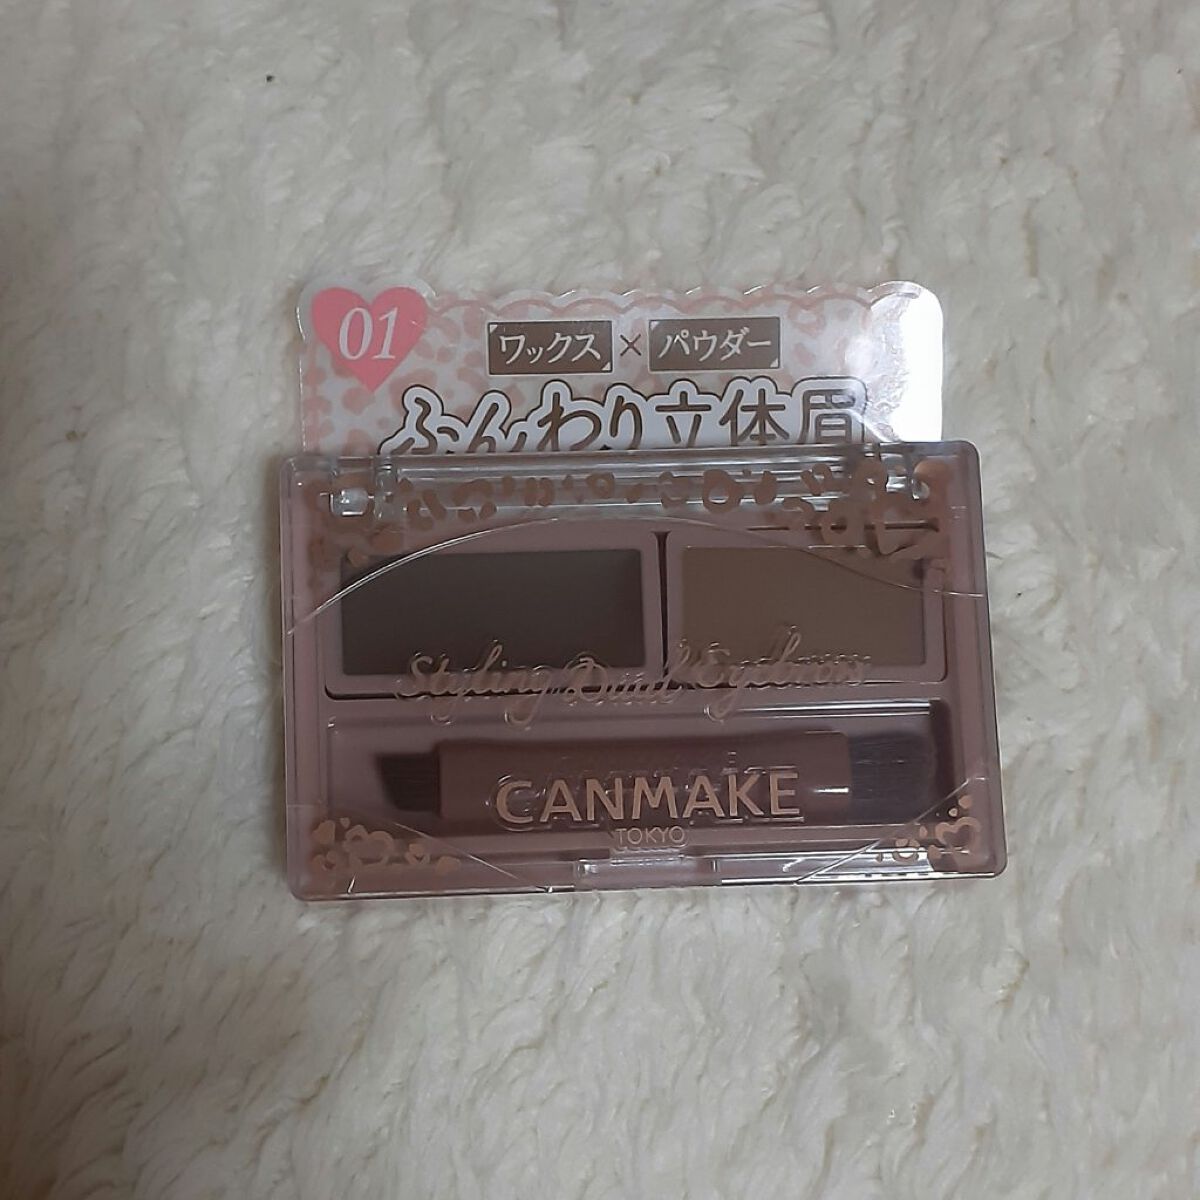 01
ワックス×パウダー
ふんわり立体眉
Styling Dual Eyebrow
CANMAKE
TOKYO